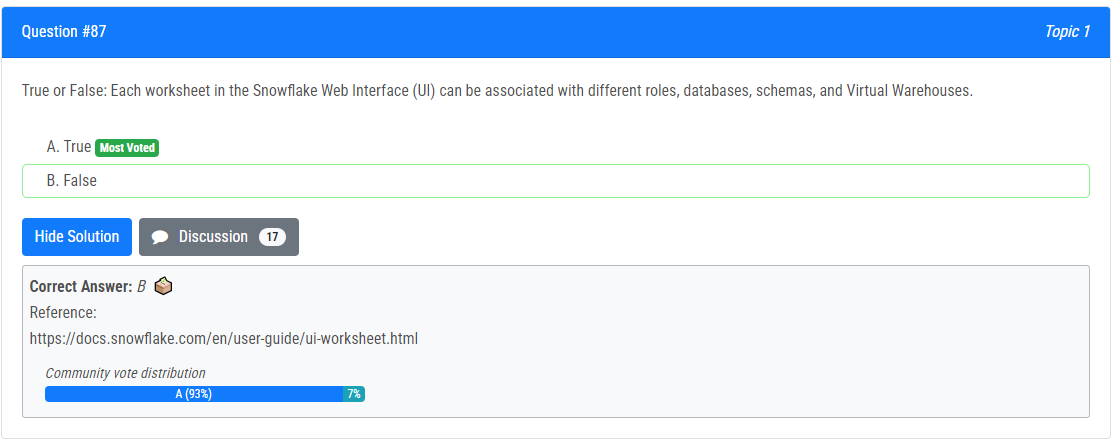 Question #87
Topic 1
True or False: Each worksheet in the Snowflake Web Interface (UI) can be associated with different roles, databases, schemas, and Virtual Warehouses.
A. True Most Voted
B. False
Hide Solution
Discussion 17
Correct Answer: B
Reference:
https://docs.snowflake.com/en/user-guide/ui-worksheet.html
Community vote distribution
A (93%)
7%